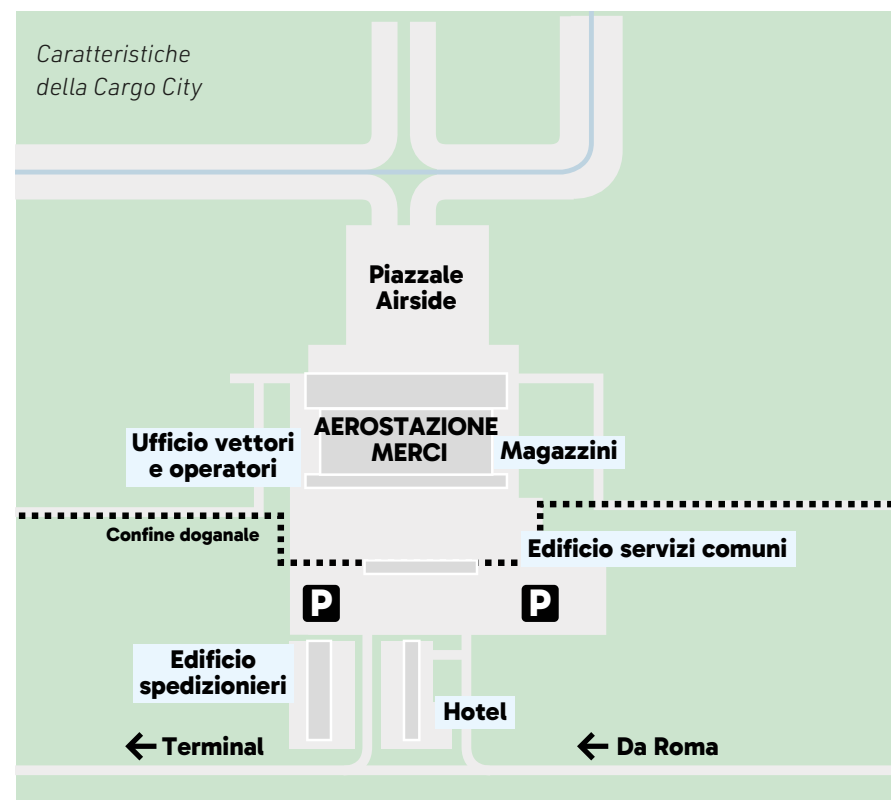 Caratteristiche
della Cargo City
Piazzale
Airside
AEROSTAZIONE
MERCI
Ufficio vettori
e operatori
Magazzini
Confine doganale
Edificio servizi comuni
P
P
Edificio
spedizionieri
Hotel
← Terminal
← Da Roma